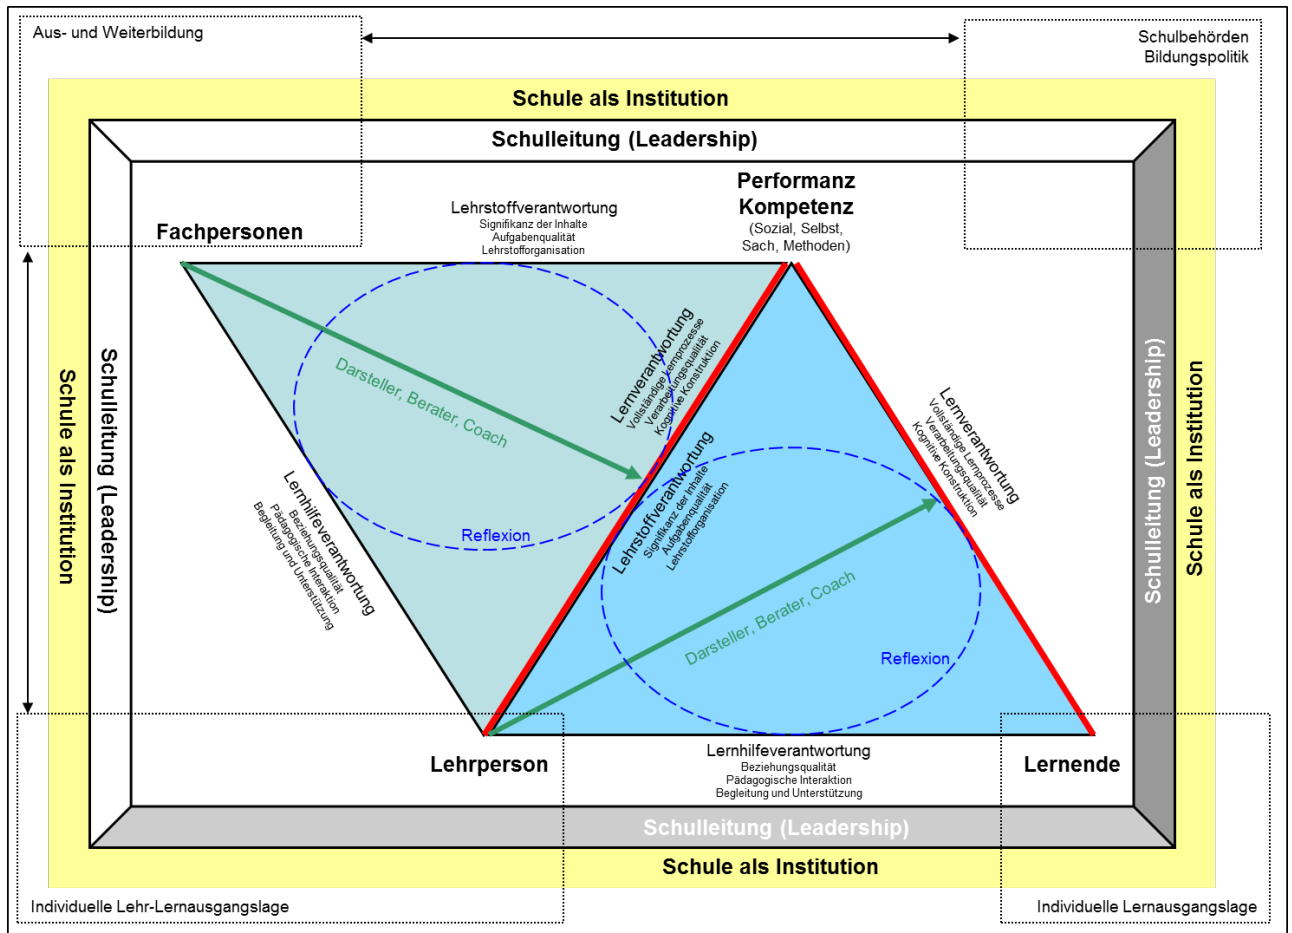 Aus- und Weiterbildung
Schulbehörden
Bildungspolitik
Schule als Institution
Schulleitung (Leadership)
Performanz
Kompetenz
(Sozial, Selbst,
Sach, Methoden)
Fachpersonen
Lehrstoffverantwortung
Signifikanz der Inhalte
Aufgabenqualität
Lehrstofforganisation
Schule als Institution
Schulleitung (Leadership)
Darsteller, Berater, Coach
Lernverantwortung
Vollständige Lernprozesse
Verarbeitungsqualität
Kognitive Konstruktion
Lernverantwortung
Vollständige Lernprozesse
Verarbeitungsqualität
Kognitive Konstruktion
Schulleitung (Leadership)
Schule als Institution
Lernhilfeverantwortung
Beziehungsqualität
Pädagogische Interaktion
Begleitung und Unterstützung
Reflexion
Lehrstoffverantwortung
Signifikanz der Inhalte
Aufgabenqualität
Lehrstofforganisation
Darsteller, Berater, Coach
Reflexion
Lehrperson
Lernhilfeverantwortung
Beziehungsqualität
Pädagogische Interaktion
Begleitung und Unterstützung
Lernende
Schulleitung (Leadership)
Schule als Institution
Individuelle Lehr-Lernausgangslage
Individuelle Lernausgangslage